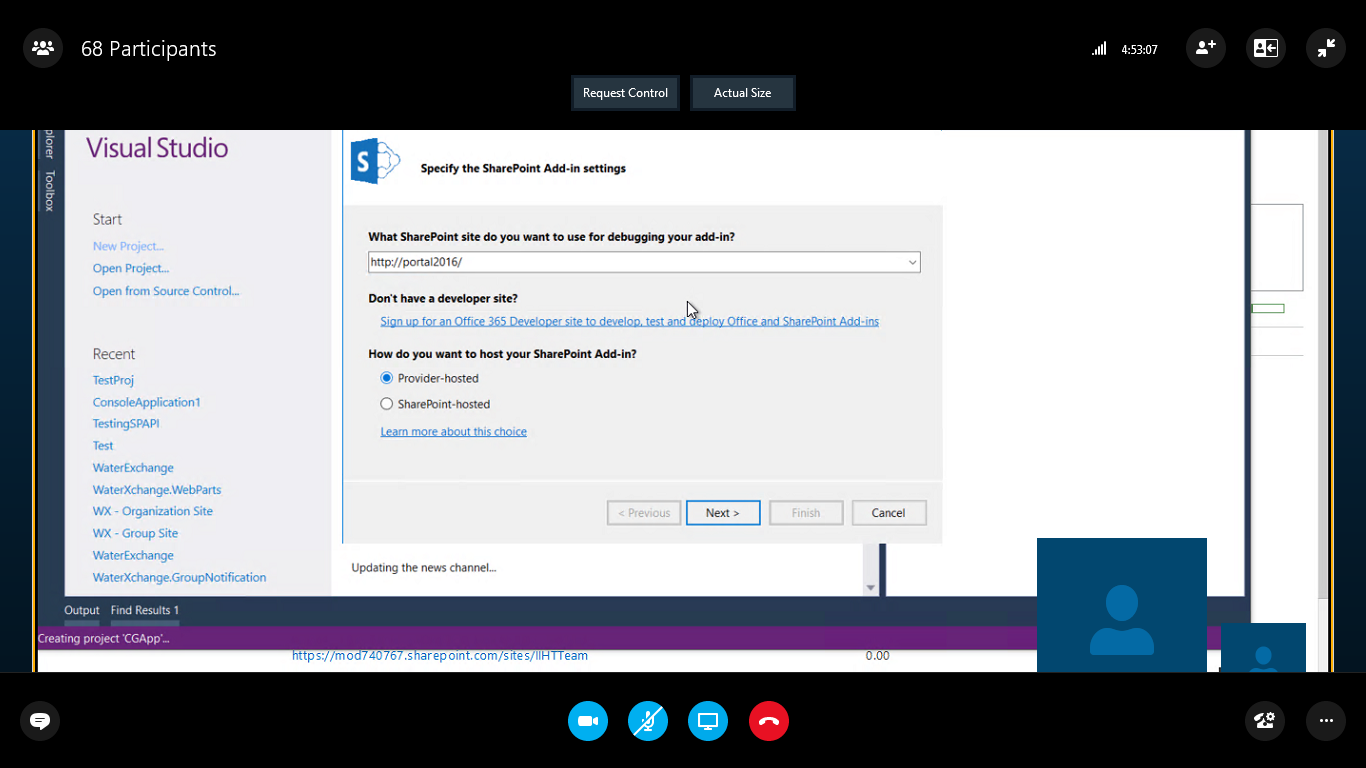 68 Participants
4:53:07
Request Control
Actual Size
plorer
Toolbox
Visual Studio
Start
New Project...
Open Project...
Open from Source Control...
Recent
TestProj
ConsoleApplication1
TestingSPAPI
Test
WaterExchange
WaterXchange.WebParts
WX - Organization Site
WX - Group Site
WaterExchange
WaterXchange.GroupNotification
S
Specify the SharePoint Add-in settings
What SharePoint site do you want to use for debugging your add-in?
http://portal2016/
Don't have a developer site?
Sign up for an Office 365 Developer site to develop, test and deploy Office and SharePoint Add-ins
How do you want to host your SharePoint Add-in?
Provider-hosted
SharePoint-hosted
Learn more about this choice
< Previous
Next >
Finish
Cancel
Updating the news channel...
Output
Find Results 1
Creating project 'CGApp'...
https://mod740767.sharepoint.com/sites/IIHTTeam
0.00